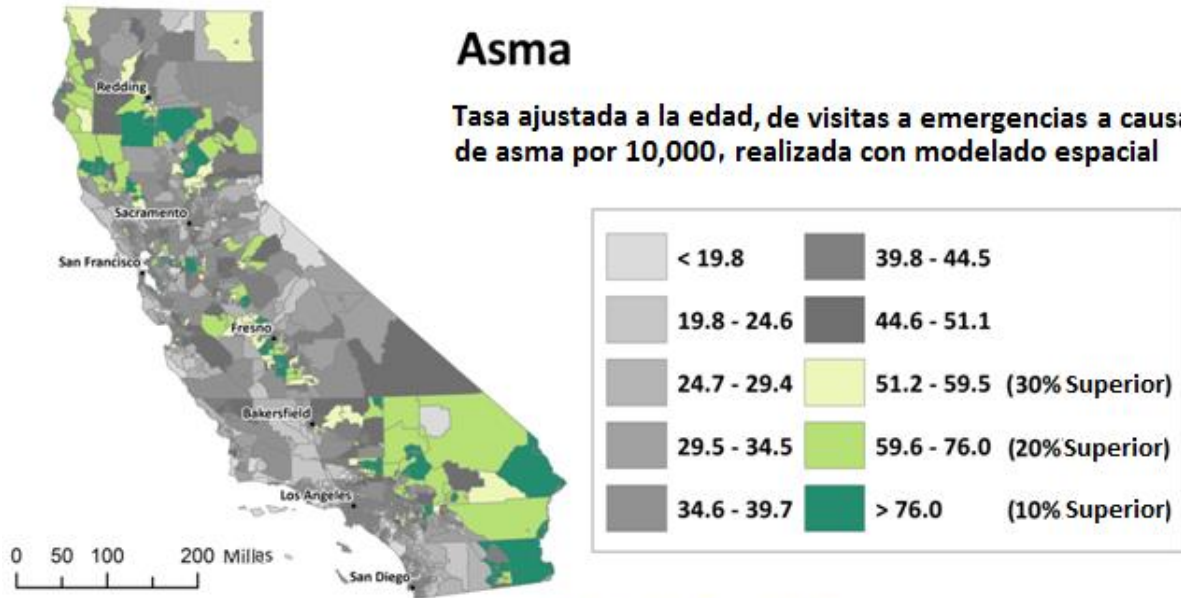 Asma
Tasa ajustada a la edad, de visitas a emergencias a causa
de asma por 10,000, realizada con modelado espacial
Redding
Sacramento
San Francisco
Fresno
Bakersfield
Los Angeles
San Diego
0 50 100 200 Milles
< 19.8
19.8 - 24.6
24.7 - 29.4
29.5 - 34.5
34.6 - 39.7
39.8 - 44.5
44.6 - 51.1
51.2 - 59.5 (30% Superior)
59.6 - 76.0 (20% Superior)
> 76.0 (10% Superior)